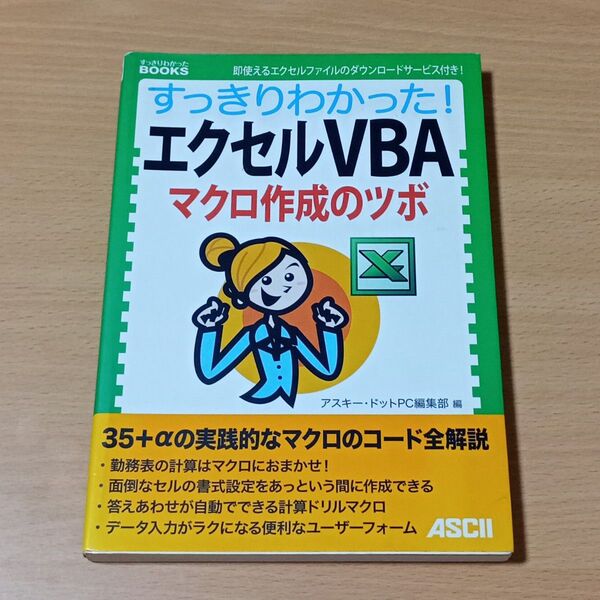 すっきりわかった
BOOKS
即使えるエクセルファイルのダウンロードサービス付き！
すっきりわかった！
エクセルVBA
マクロ作成のツボ
アスキー・ドットPC編集部 編
35+αの実践的なマクロのコード全解説
・勤務表の計算はマクロにおまかせ！
・面倒なセルの書式設定をあっという間に作成できる
・答えあわせが自動でできる計算ドリルマクロ
・データ入力がラクになる便利なユーザーフォーム
ASCII